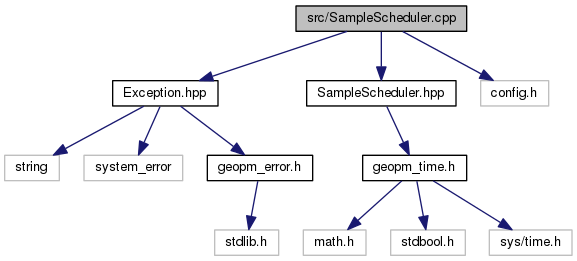 src/SampleScheduler.cpp
Exception.hpp
SampleScheduler.hpp
config.h
string
system_error
geopm_error.h
geopm_time.h
stdlib.h
math.h
stdbool.h
sys/time.h